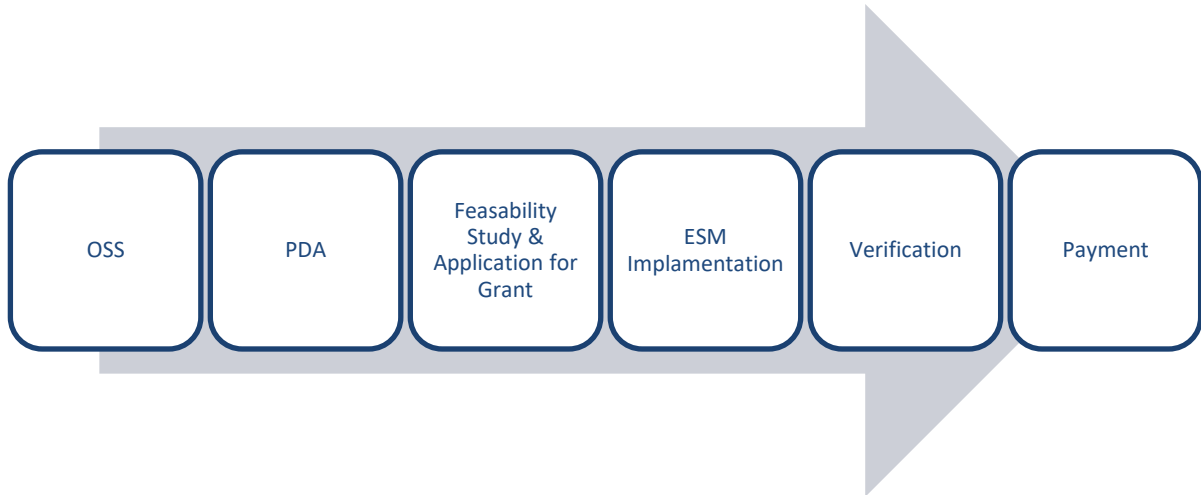 OSS
PDA
Feasability
Study &
Application for
Grant
ESM
Implamentation
Verification
Payment